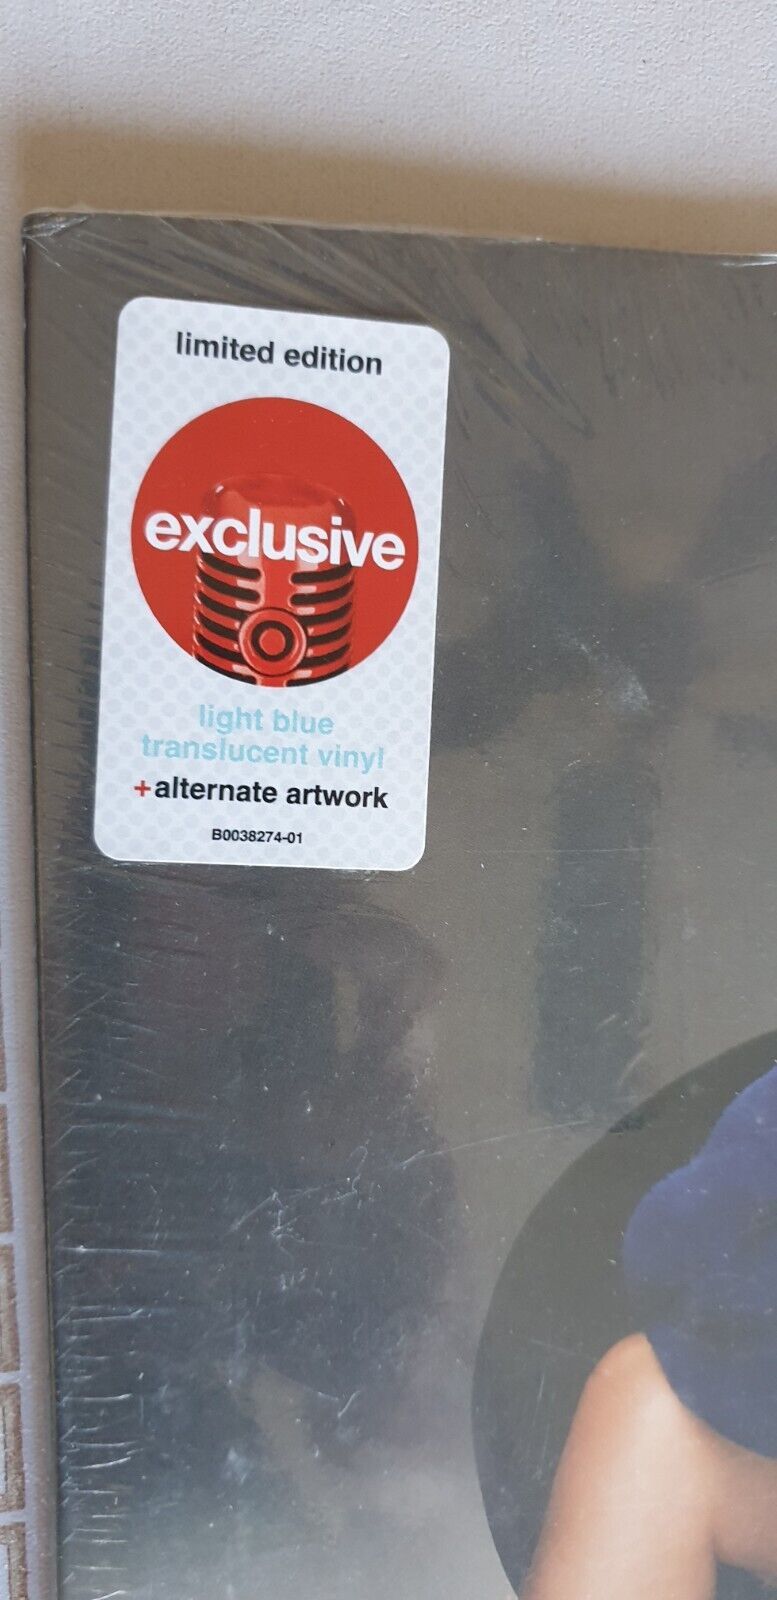 limited edition
exclusive
light blue
translucent vinyl
+alternate artwork
B0038274-01